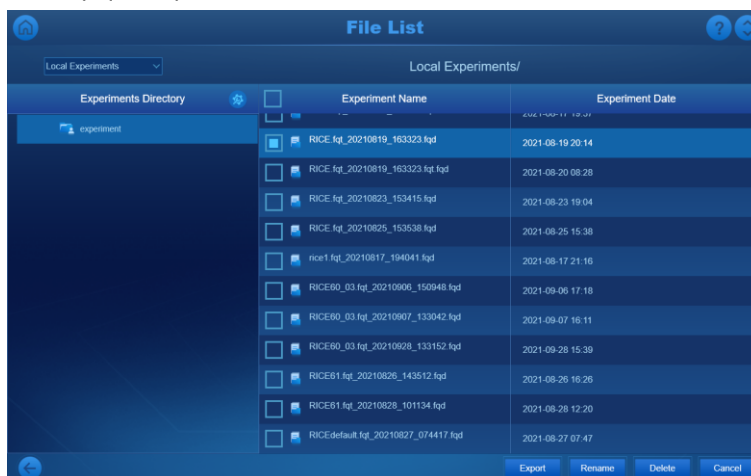 File List
?
Local Experiments
Local Experiments/
Experiments Directory
Experiment Name
Experiment Date
experiment
RICE.fqt_20210819_163323.fqd
2021-08-19 20:14
RICE.fqt_20210819_163323.fqt.fqd
2021-08-20 08:28
RICE.fqt_20210823_153415.fqd
2021-08-23 19:04
RICE.fqt_20210825_153538.fqd
2021-08-25 15:38
rice1.fqt_20210817_194041.fqd
2021-08-17 21:16
RICE60_03.fqt_20210906_150948.fqd
2021-09-06 17:18
RICE60_03.fqt_20210907_133042.fqd
2021-09-07 16:11
RICE60_03.fqt_20210928_133152.fqd
2021-09-28 15:39
RICE61.fqt_20210826_143512.fqd
2021-08-26 16:26
RICE61.fqt_20210828_101134.fqd
2021-08-28 12:20
RICEdefault.fqt_20210827_074417.fqd
2021-08-27 07:47
Export
Rename
Delete
Cancel